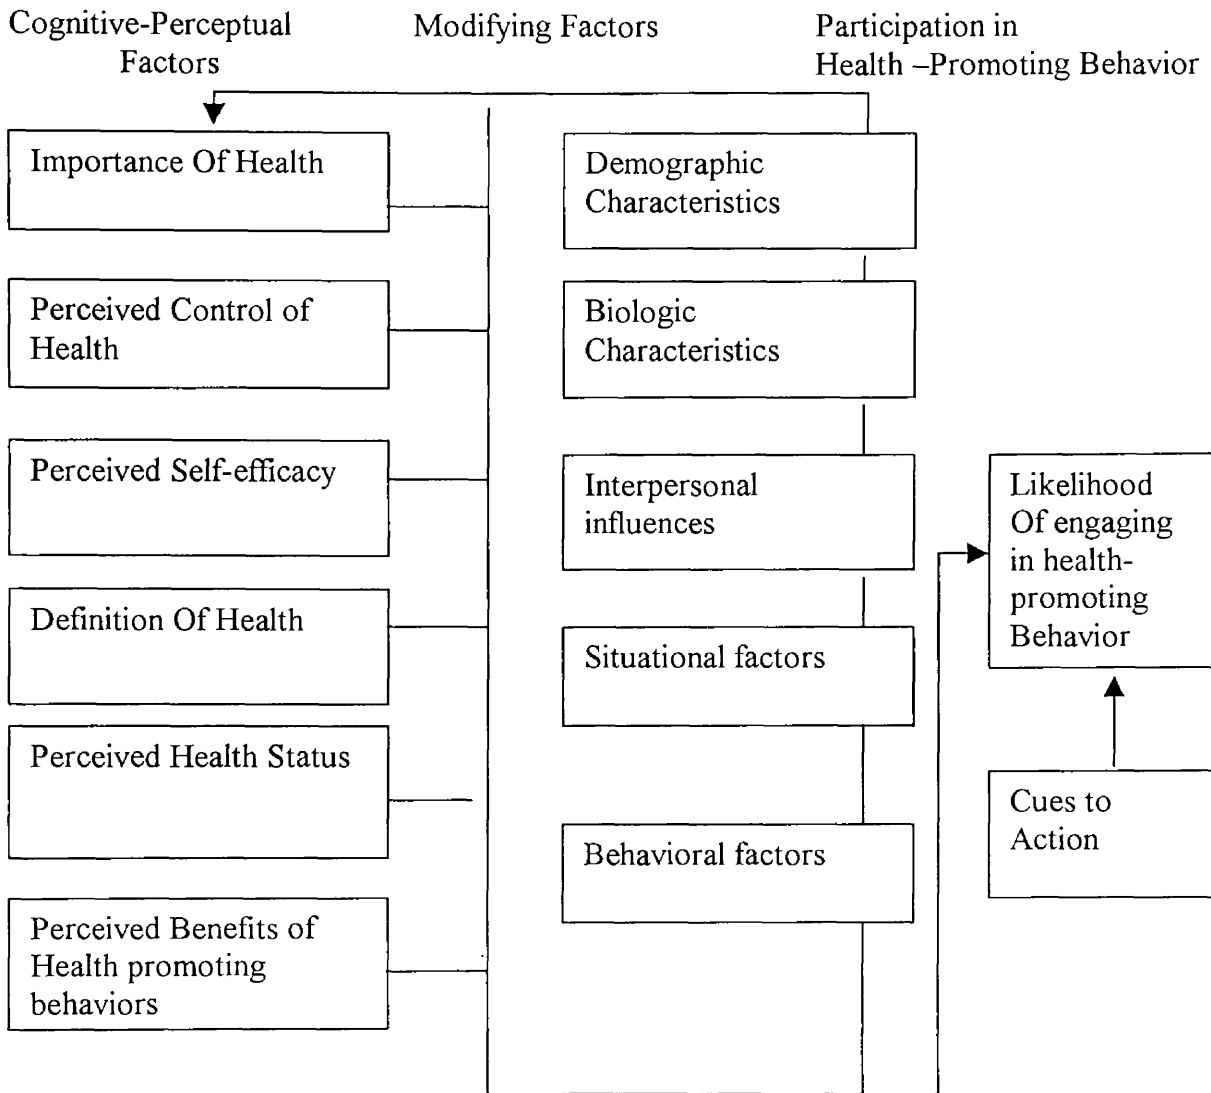 Cognitive-Perceptual
Factors
Modifying Factors
Participation in
Health –Promoting Behavior
Importance Of Health
Perceived Control of
Health
Perceived Self-efficacy
Definition Of Health
Perceived Health Status
Perceived Benefits of
Health promoting
behaviors
Demographic
Characteristics
Biologic
Characteristics
Interpersonal
influences
Situational factors
Behavioral factors
Likelihood
Of engaging
in health-
promoting
Behavior
Cues to
Action